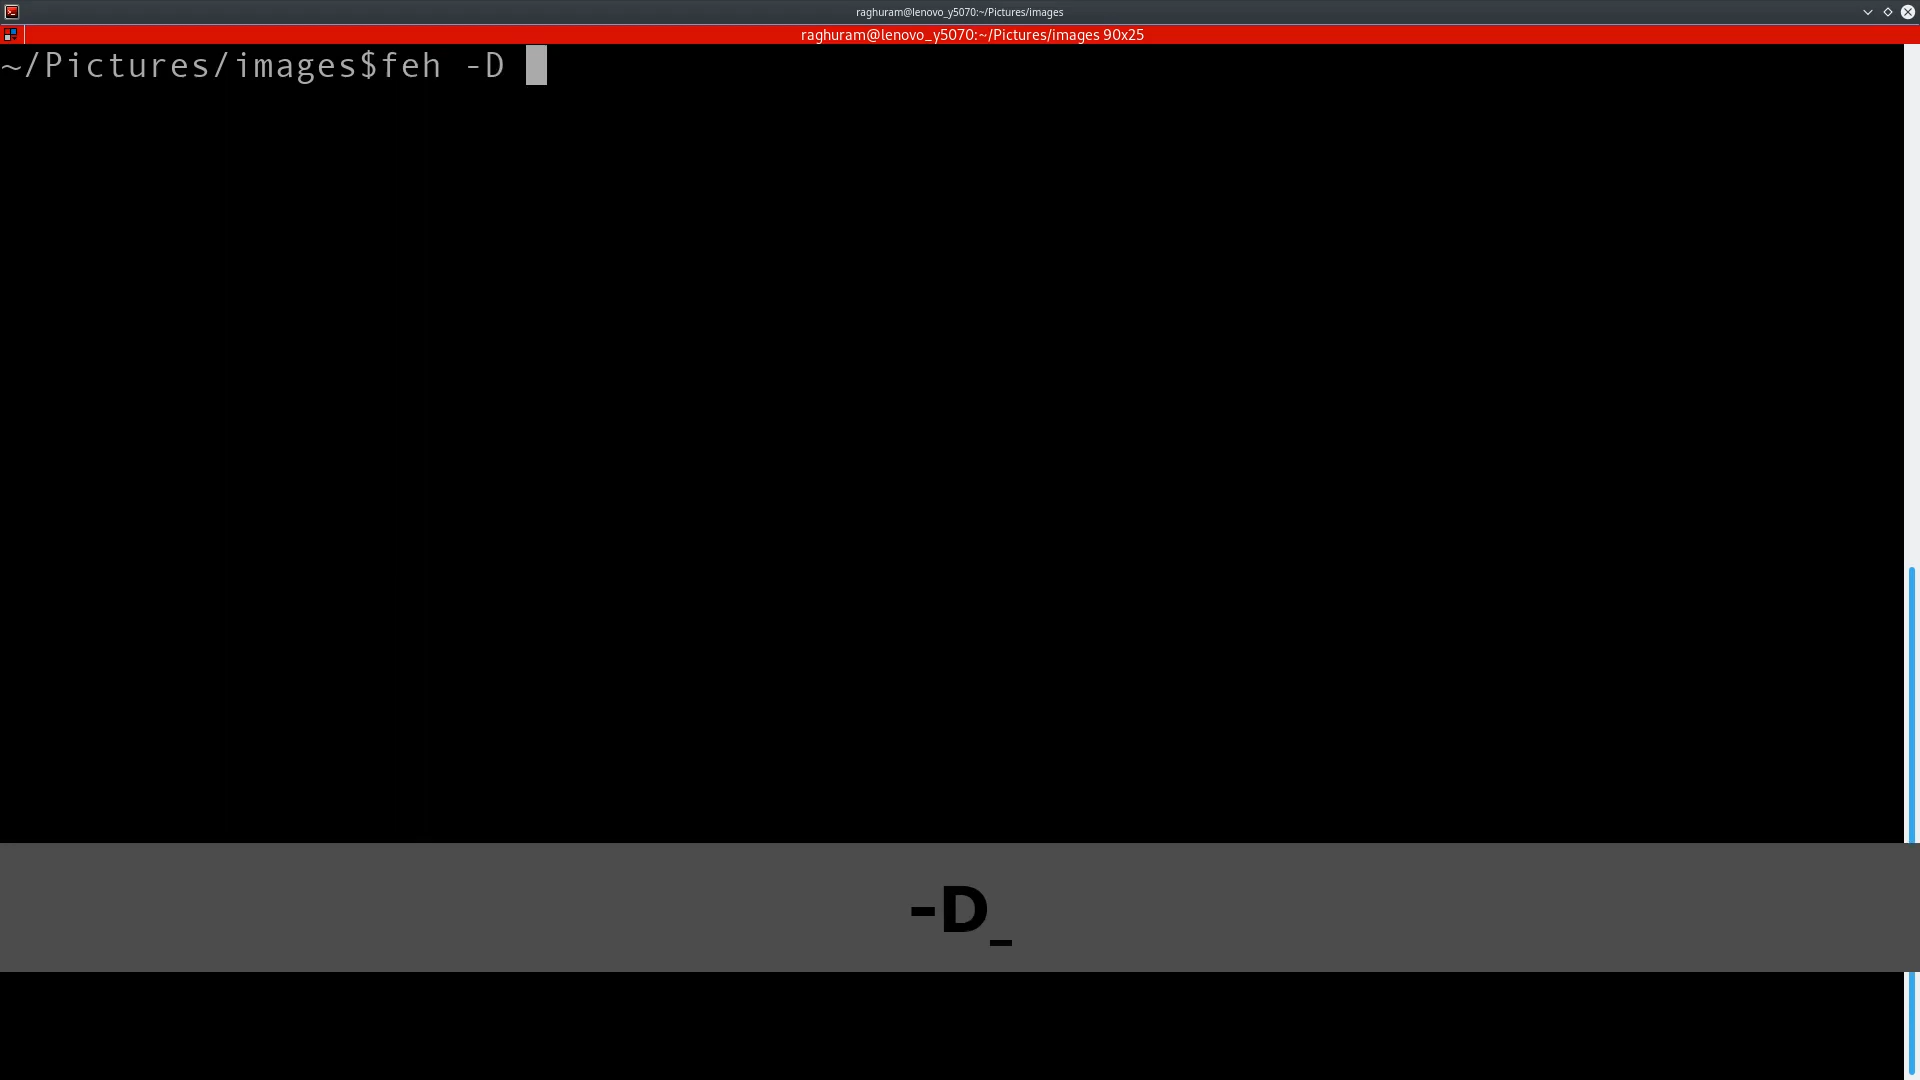 raghuram@lenovo_y5070:~/Pictures/images
raghuram@lenovo_y5070:~/Pictures/images 90x25
~/Pictures/images$feh -D
-D_